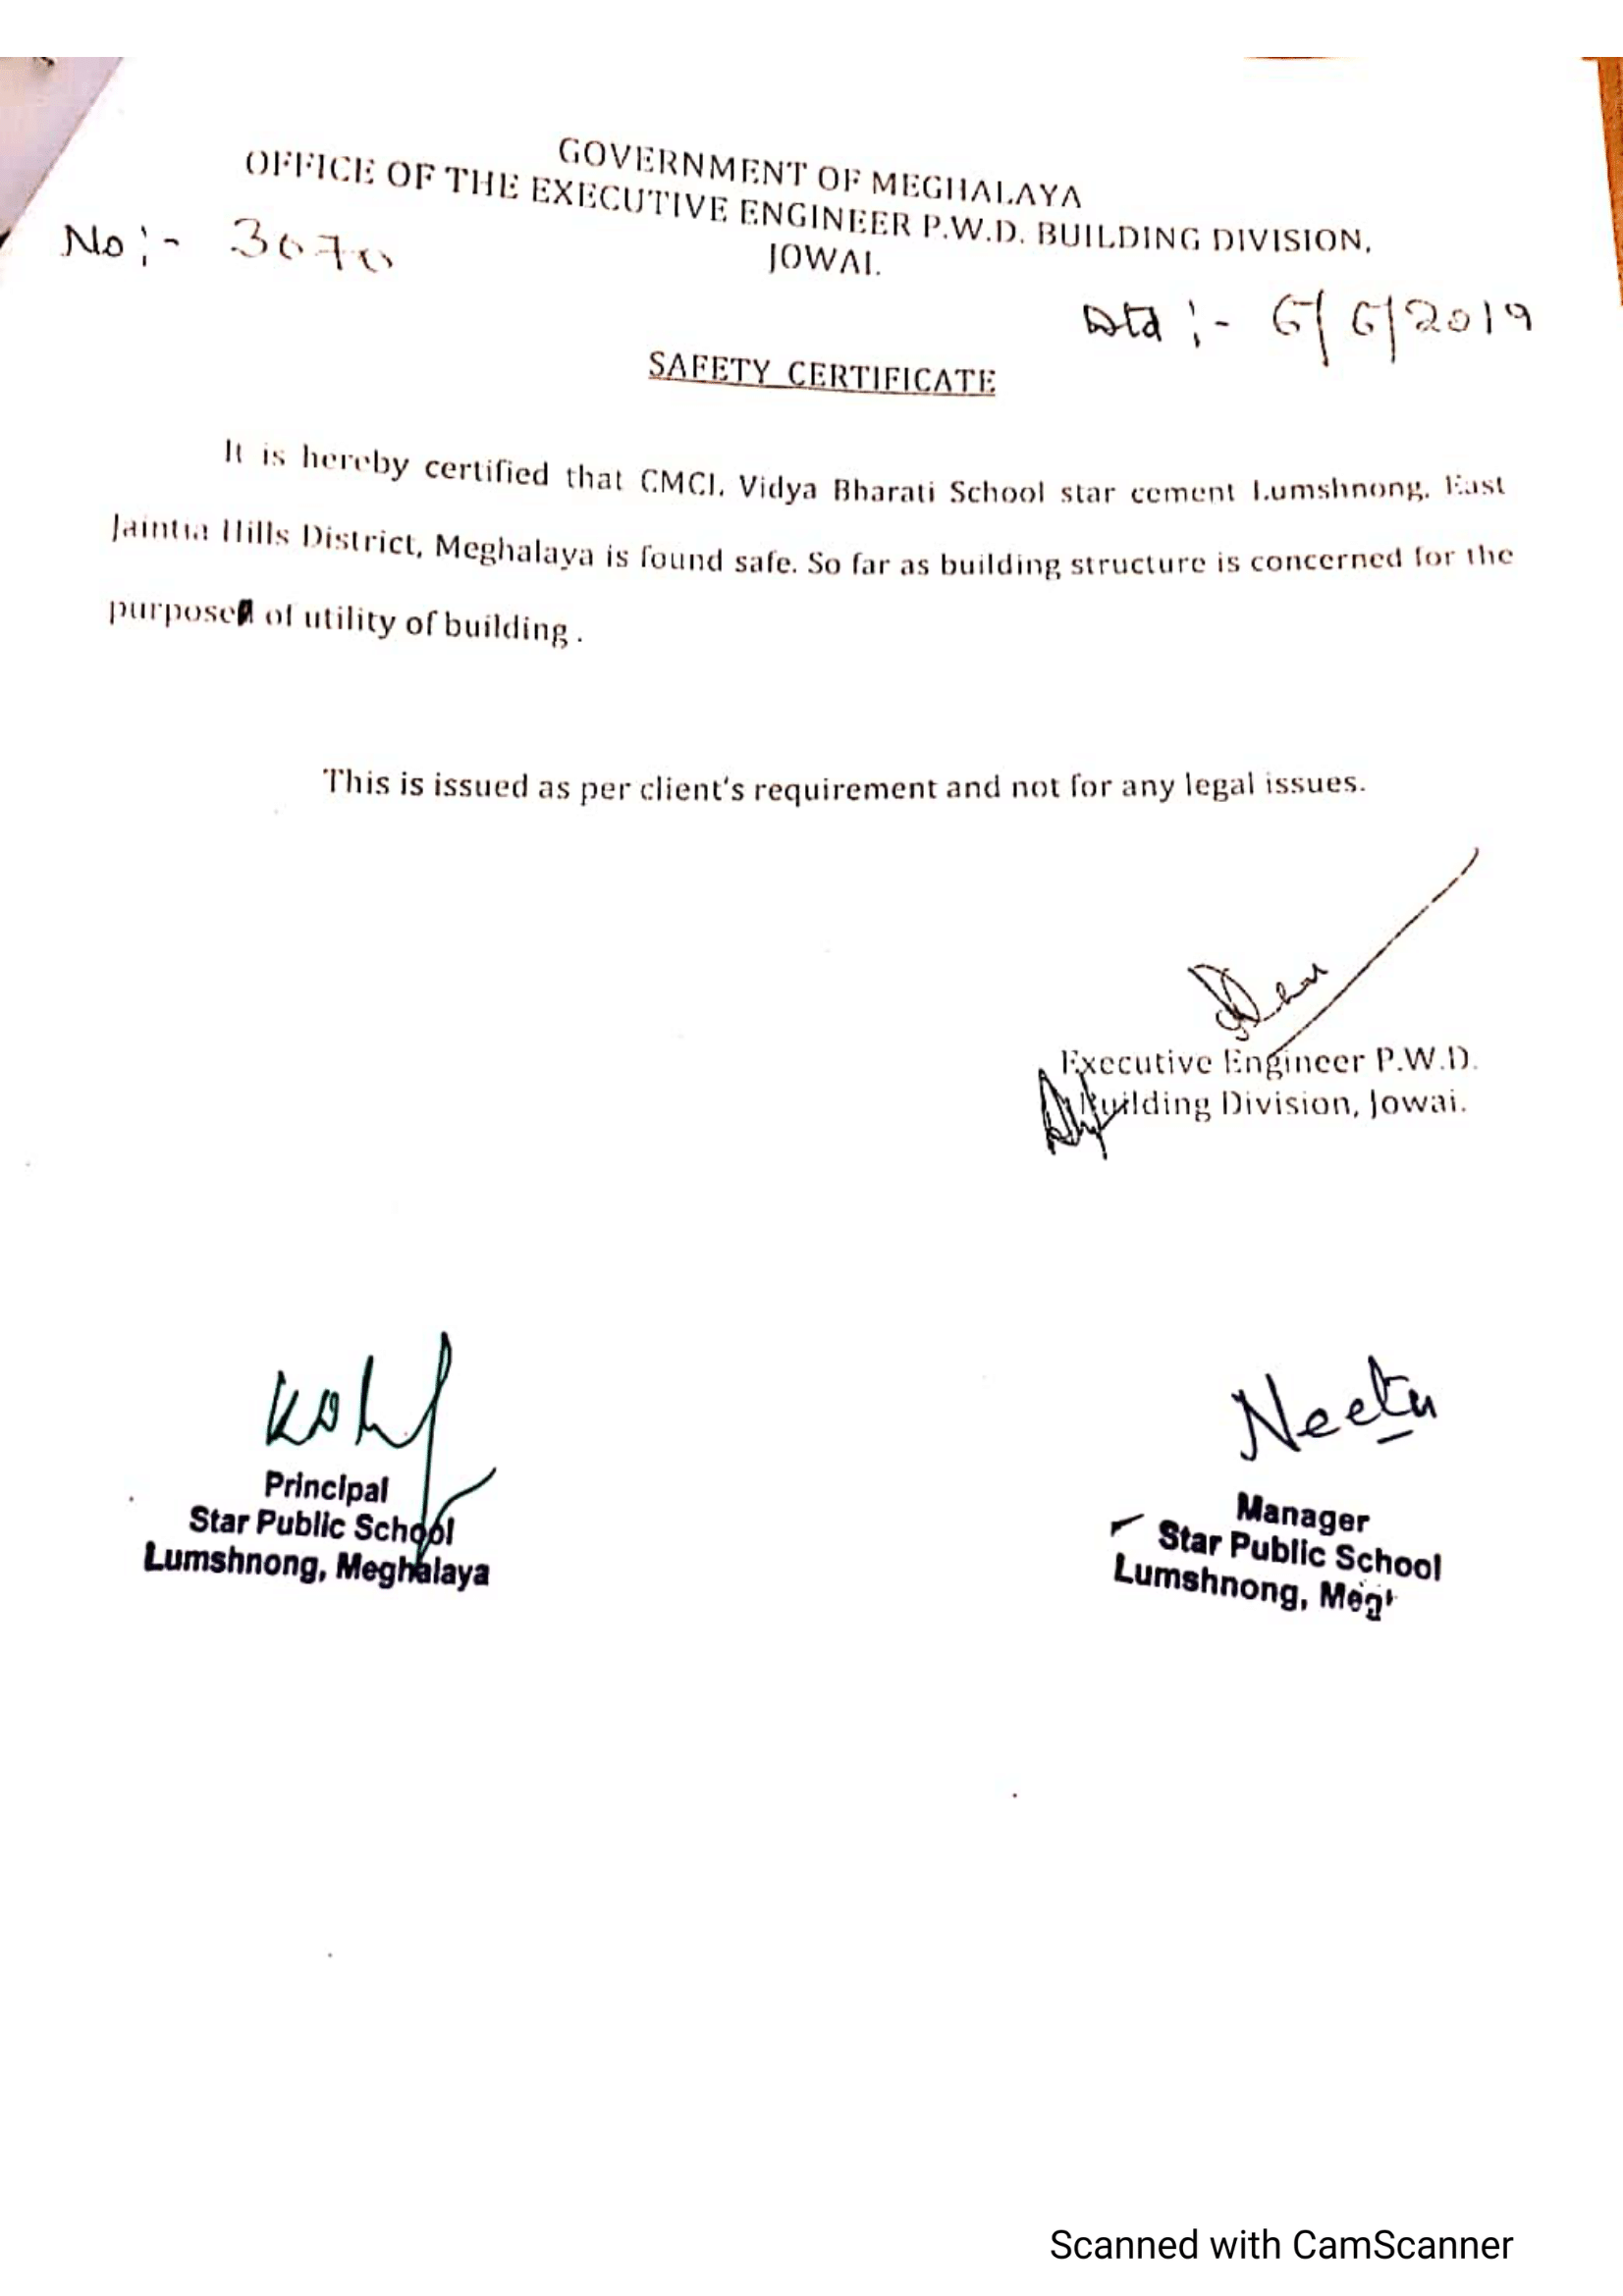 GOVERNMENT OF MEGHALAYA
OFFICE OF THE EXECUTIVE ENGINEER P.W.D. BUILDING DIVISION,
JOWAI.
No :- 3070
Dtd :- 6/6/2019
SAFETY CERTIFICATE
It is hereby certified that CMCL Vidya Bharati School star cement Lumshnong, East
Jaintia Hills District, Meghalaya is found safe. So far as building structure is concerned for the
purpose of utility of building .
This is issued as per client's requirement and not for any legal issues.
Executive Engineer P.W.D.
Building Division, Jowai.
Neetu
Principal
Star Public School
Lumshnong, Meghalaya
Manager
Star Public School
Lumshnong, Meg
Scanned with CamScanner